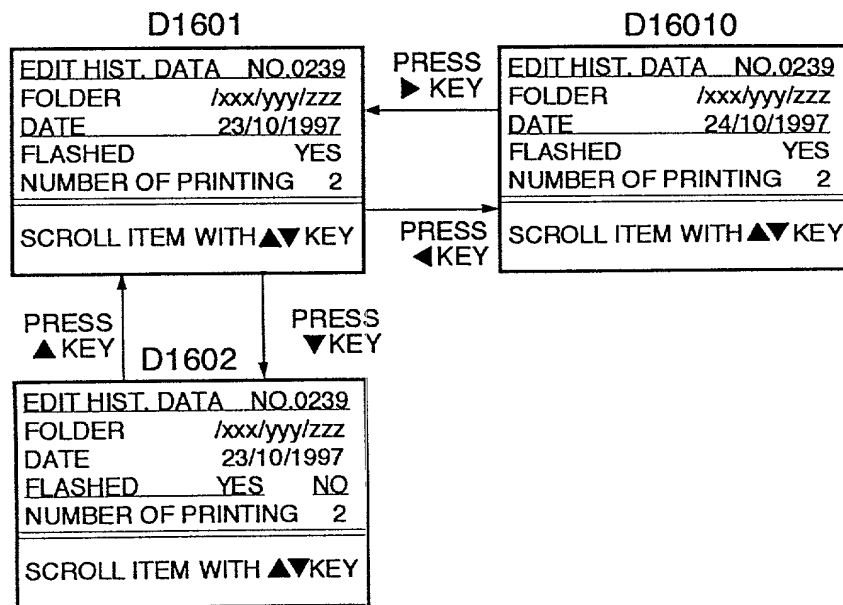 D1601
EDIT HIST. DATA NO.0239
FOLDER /xxx/yyy/zzz
DATE 23/10/1997
FLASHED YES
NUMBER OF PRINTING 2
SCROLL ITEM WITH ▲▼ KEY
PRESS
▶ KEY
PRESS
◀ KEY
D16010
EDIT HIST. DATA NO.0239
FOLDER /xxx/yyy/zzz
DATE 24/10/1997
FLASHED YES
NUMBER OF PRINTING 2
SCROLL ITEM WITH ▲▼ KEY
PRESS
▲ KEY
PRESS
▼ KEY
D1602
EDIT HIST. DATA NO.0239
FOLDER /xxx/yyy/zzz
DATE 23/10/1997
FLASHED YES NO
NUMBER OF PRINTING 2
SCROLL ITEM WITH ▲▼ KEY